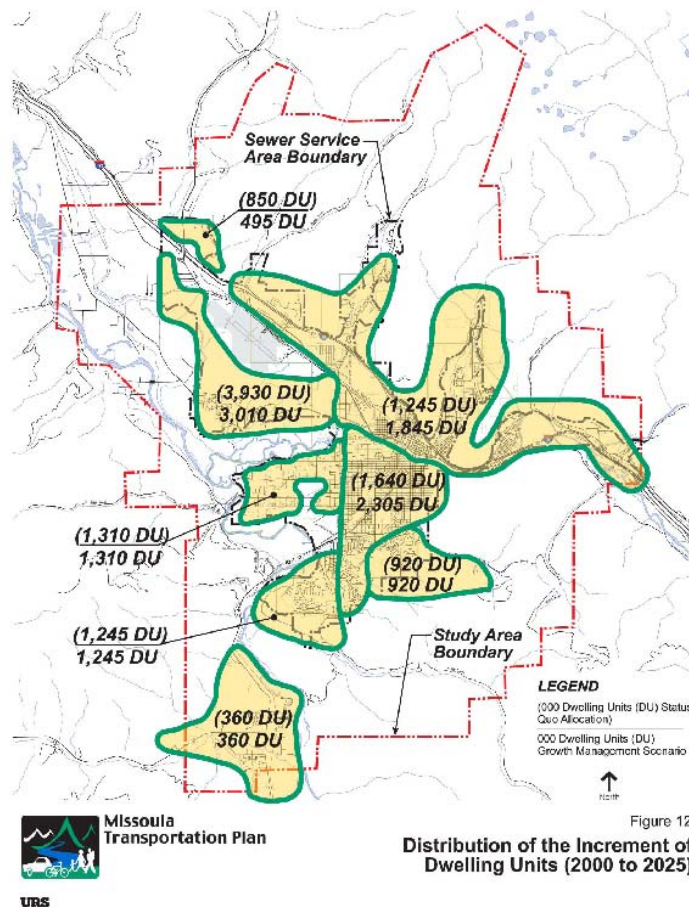 Sewer Service
Area Boundary
(850 DU)
495 DU
(3,930 DU)
3,010 DU
(1,245 DU)
1,845 DU
(1,640 DU)
2,305 DU
(1,310 DU)
1,310 DU
(920 DU)
920 DU
(1,245 DU)
1,245 DU
Study Area
Boundary
(360 DU)
360 DU
LEGEND
(000 Dwelling Units (DU) Status
Quo Allocation)
000 Dwelling Units (DU)
Growth Management Scenario
North
Missoula
Transportation Plan
Figure 12
Distribution of the Increment of
Dwelling Units (2000 to 2025)
URS